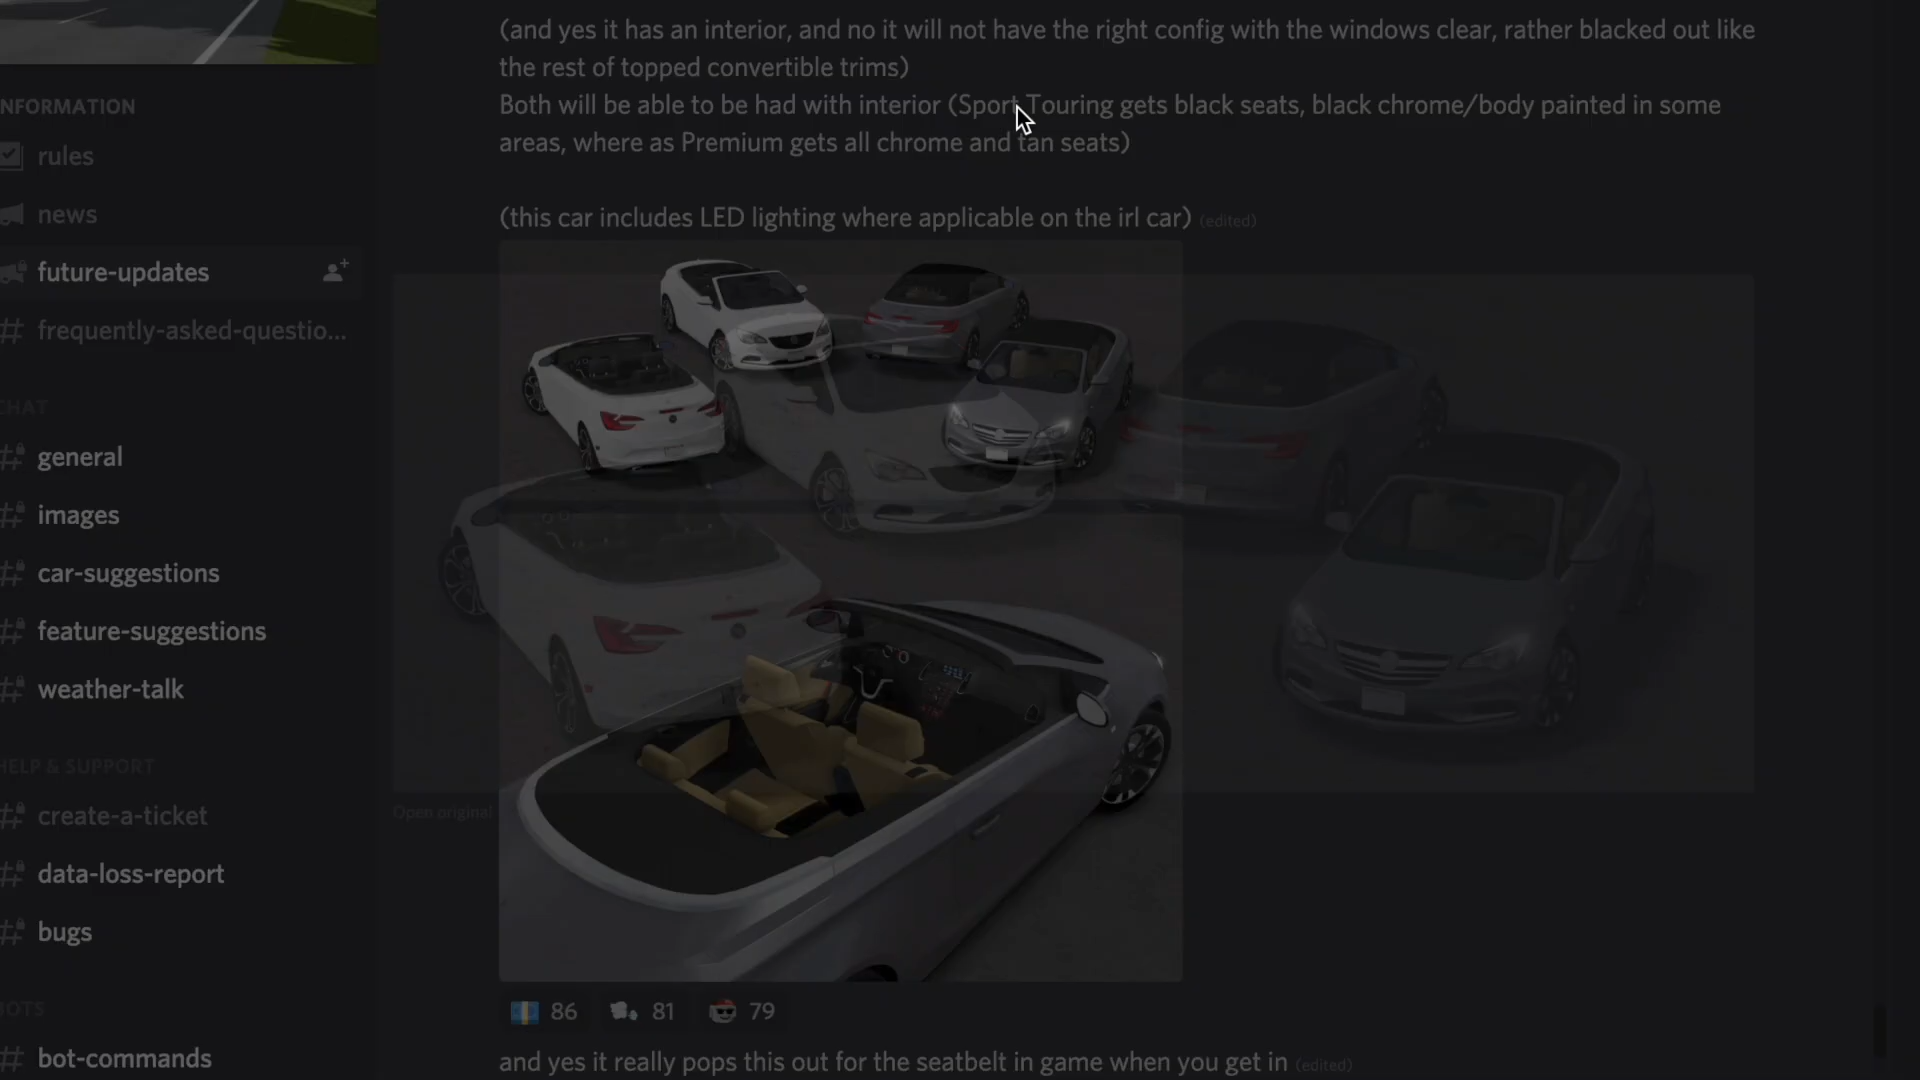 (and yes it has an interior, and no it will not have the right config with the windows clear, rather blacked out like
the rest of topped convertible trims)
Both will be able to be had with interior (Sport Touring gets black seats, black chrome/body painted in some
areas, where as Premium gets all chrome and tan seats)
(this car includes LED lighting where applicable on the irl car) (edited)
NFORMATION
rules
news
future-updates
frequently-asked-questio...
CHAT
general
images
car-suggestions
feature-suggestions
weather-talk
HELP & SUPPORT
create-a-ticket
data-loss-report
bugs
BOTS
bot-commands
Open original
86 81 79
and yes it really pops this out for the seatbelt in game when you get in (edited)